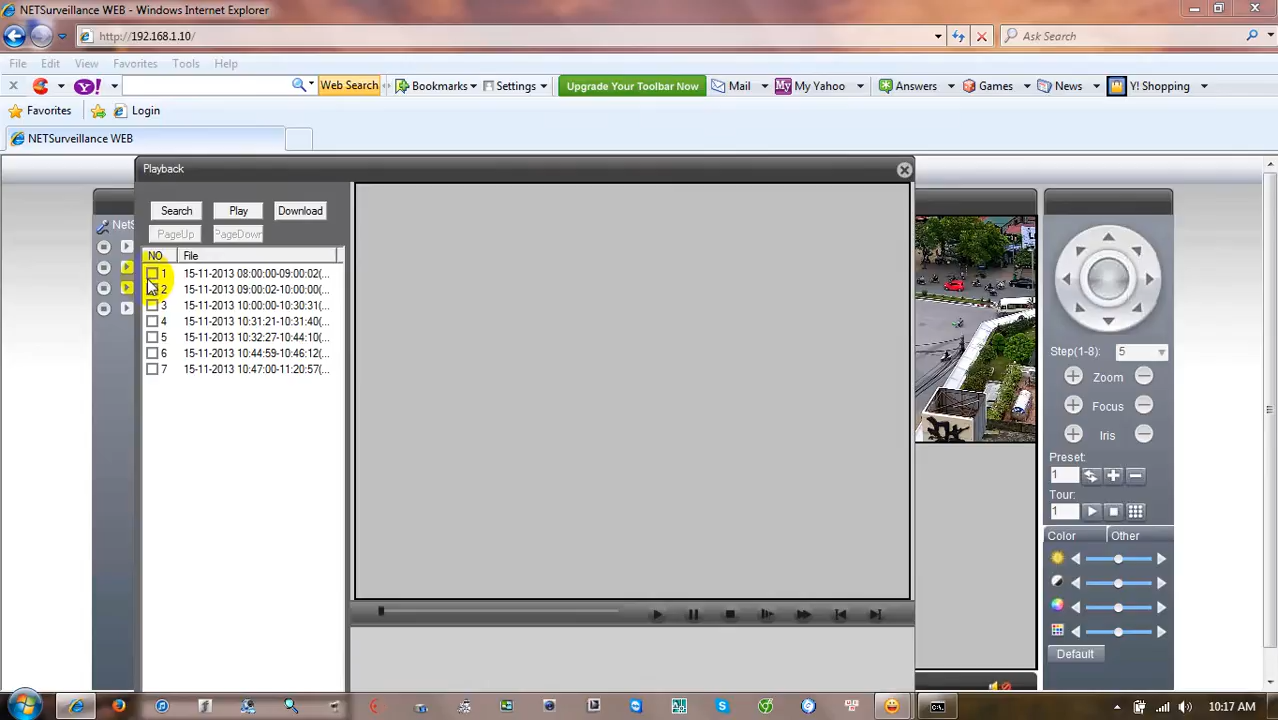 NETSurveillance WEB - Windows Internet Explorer
http://192.168.1.10/
Ask Search
File Edit View Favorites Tools Help
Web Search Bookmarks Settings Upgrade Your Toolbar Now Mail My Yahoo Answers Games News Y! Shopping
Favorites Login
NETSurveillance WEB
Playback
Search Play Download
PageUp PageDown
NO. File
1 15-11-2013 08:00:00-09:00:02(...
2 15-11-2013 09:00:02-10:00:00(...
3 15-11-2013 10:00:00-10:30:31(...
4 15-11-2013 10:31:21-10:31:40(...
5 15-11-2013 10:32:27-10:44:10(...
6 15-11-2013 10:44:59-10:46:12(...
7 15-11-2013 10:47:00-11:20:57(...
NetS
Step(1-8): 5
Zoom
Focus
Iris
Preset:
1
Tour:
1
Color Other
Default
10:17 AM